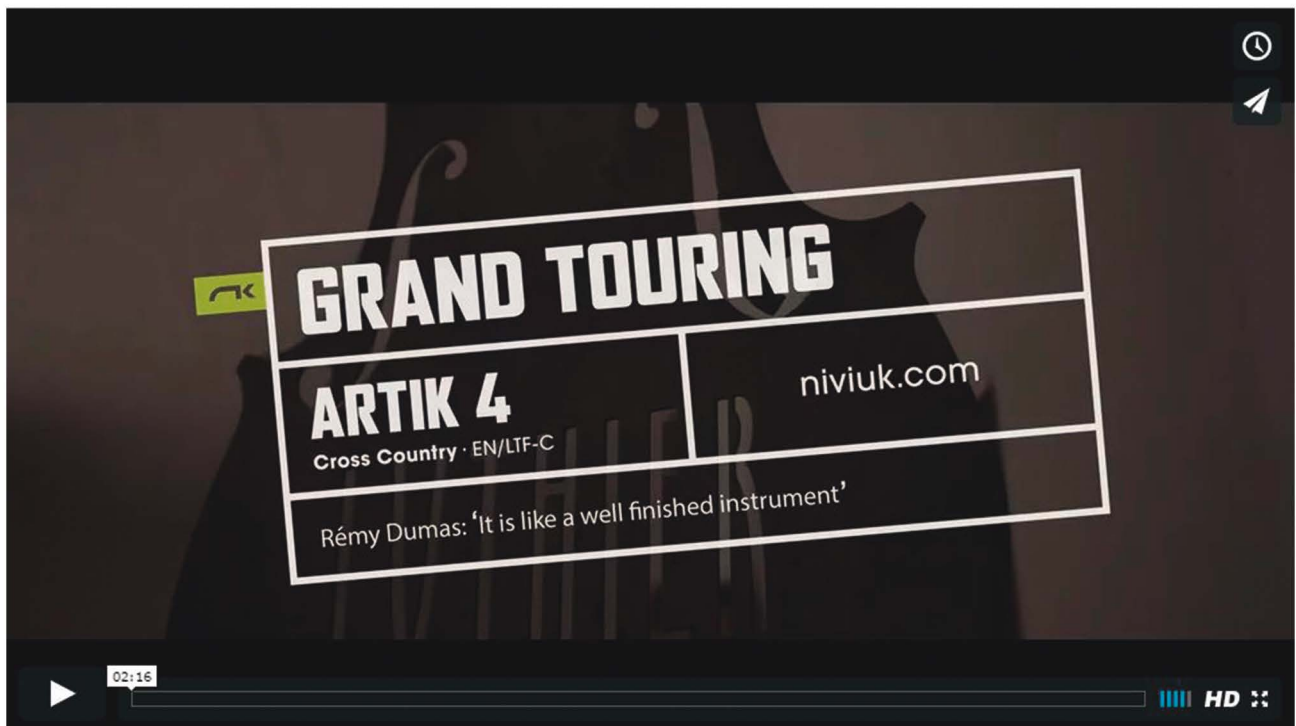 GRAND TOURING
ARTIK 4
Cross Country · EN/LTF-C
niviuk.com
Rémy Dumas: ‘It is like a well finished instrument’
LUTHIER
02:16
HD